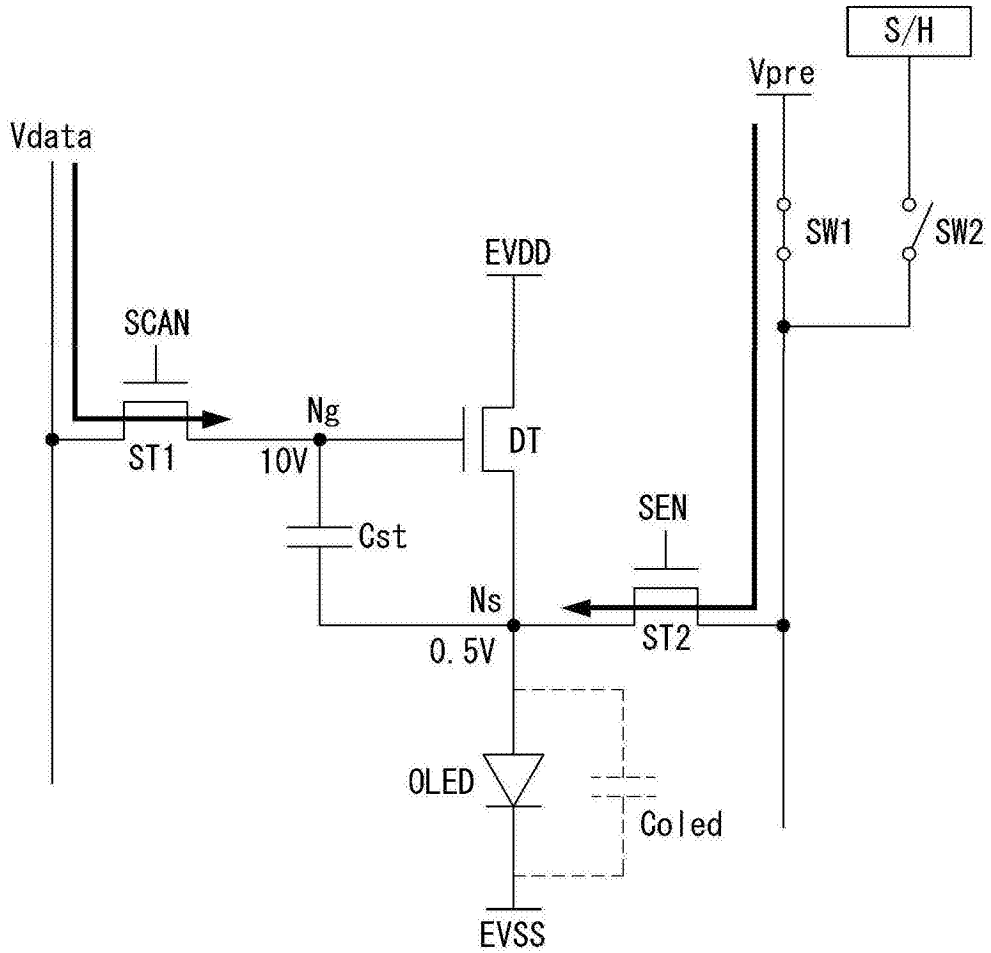 S/H
Vpre
Vdata
SW1
SW2
EVDD
SCAN
Ng
DT
ST1
10V
SEN
Cst
Ns
ST2
0.5V
OLED
Coled
EVSS